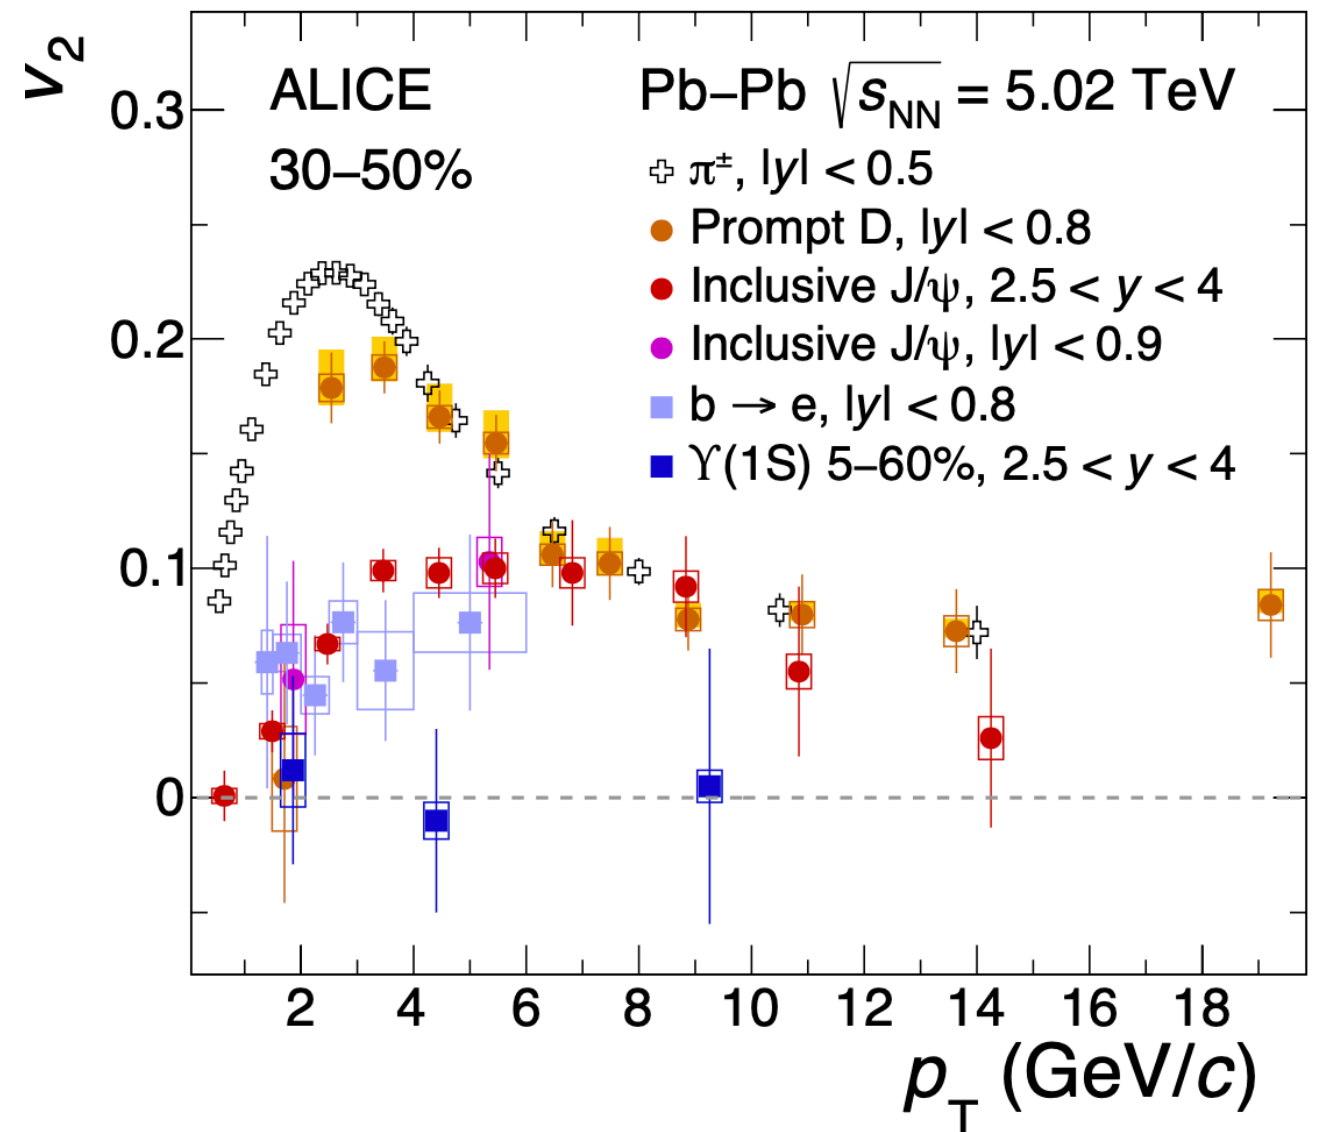 v2
ALICE
30–50%
Pb–Pb √sNN = 5.02 TeV
π±, |y| < 0.5
Prompt D, |y| < 0.8
Inclusive J/ψ, 2.5 < y < 4
Inclusive J/ψ, |y| < 0.9
b → e, |y| < 0.8
ϒ(1S) 5–60%, 2.5 < y < 4
0.3
0.2
0.1
0
2 4 6 8 10 12 14 16 18
pT (GeV/c)